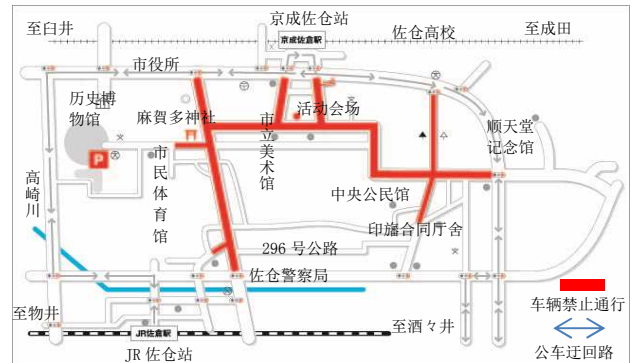 京成佐仓站
至臼井
京成佐倉駅
佐仓高校
至成田
市役所
历史博
物馆
麻賀多神社
活动会场
市立美术馆
顺天堂
记念馆
P
高崎川
市民体育馆
中央公民馆
印旛合同庁舎
296 号公路
佐仓警察局
车辆禁止通行
至物井
至酒々井
JR佐倉駅
JR 佐仓站
公车迂回路